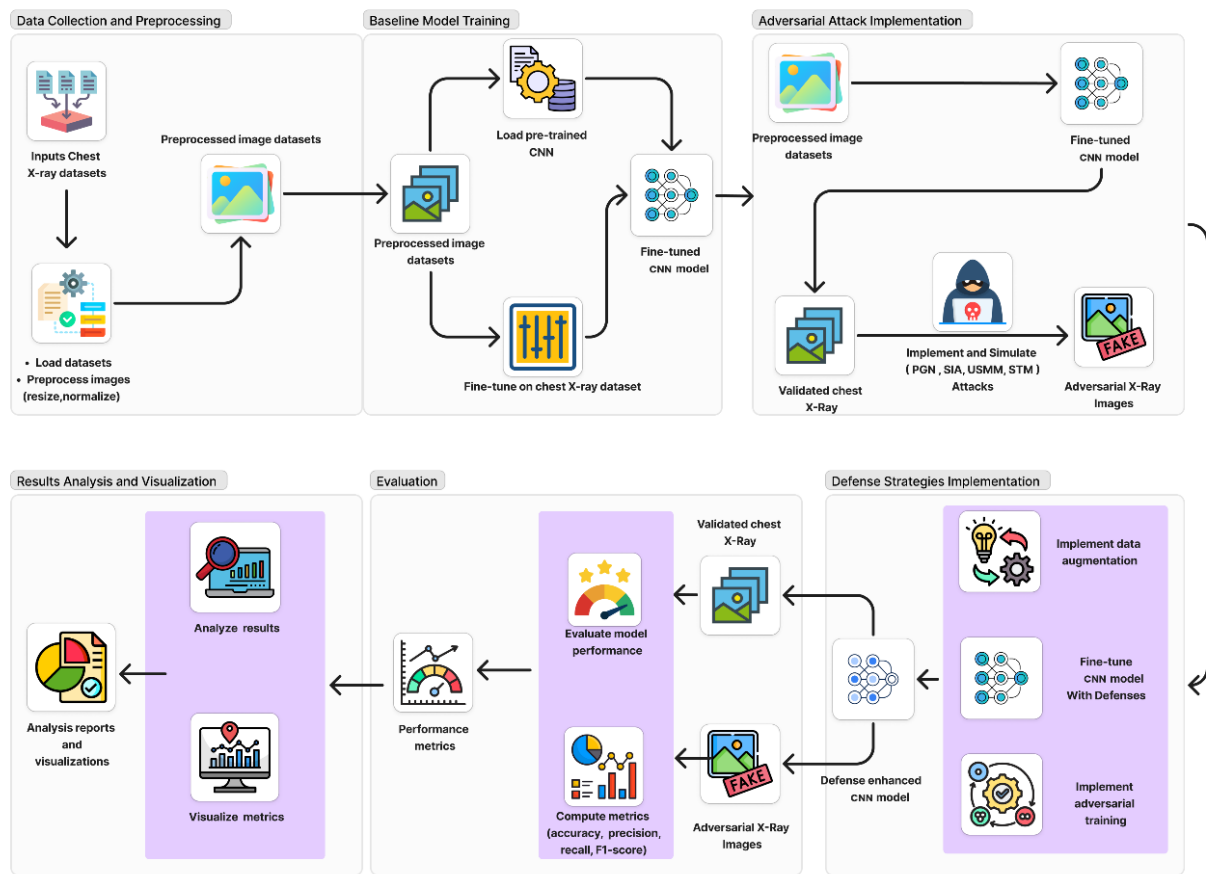 Data Collection and Preprocessing
Inputs Chest
X-ray datasets
Preprocessed image datasets
• Load datasets
• Preprocess images
(resize,normalize)
Baseline Model Training
Load pre-trained
CNN
Preprocessed image
datasets
Fine-tuned
CNN model
Fine-tune on chest X-ray dataset
Adversarial Attack Implementation
Preprocessed image
datasets
Fine-tuned
CNN model
Validated chest
X-Ray
Implement and Simulate
( PGN , SIA, USMM, STM )
Attacks
FAKE
Adversarial X-Ray
Images
Results Analysis and Visualization
Analyze results
Analysis reports
and
visualizations
Visualize metrics
Evaluation
Validated chest
X-Ray
Evaluate model
performance
Performance
metrics
Compute metrics
(accuracy, precision,
recall, F1-score)
FAKE
Adversarial X-Ray
Images
Defense Strategies Implementation
Implement data
augmentation
Fine-tune
CNN model
With Defenses
Defense enhanced
CNN model
Implement
adversarial
training